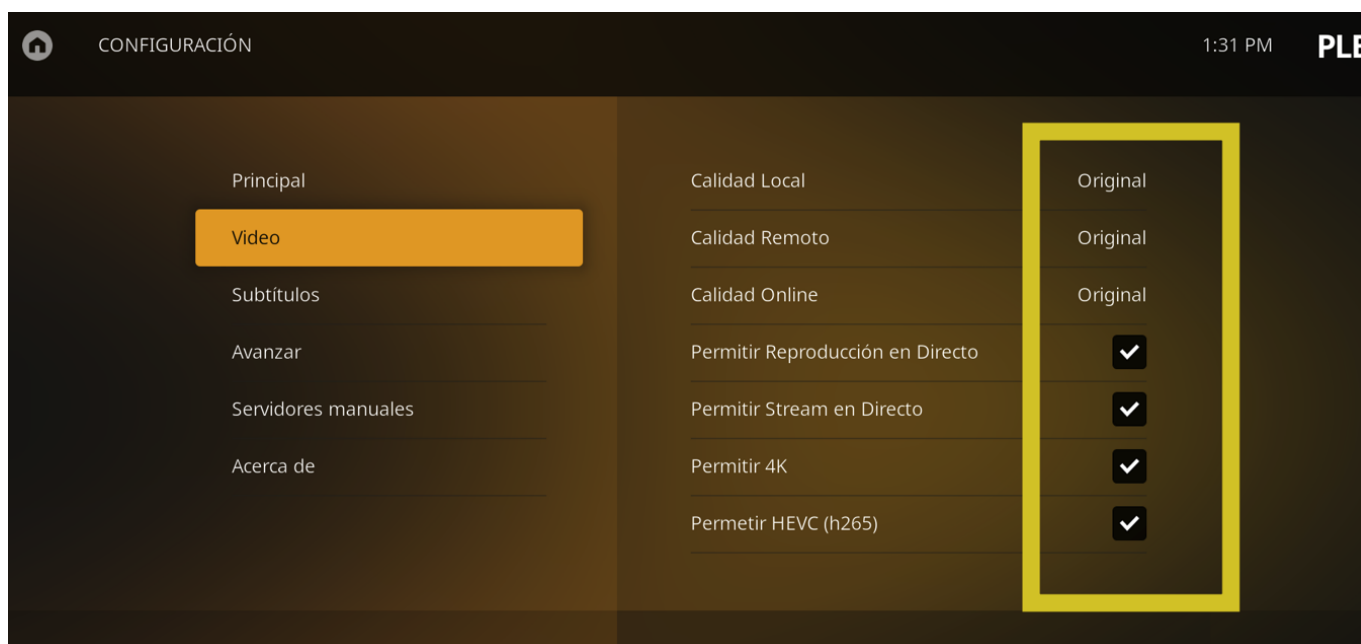 CONFIGURACIÓN 1:31 PM PLE
Principal
Video
Subtítulos
Avanzar
Servidores manuales
Acerca de
Calidad Local Original
Calidad Remoto Original
Calidad Online Original
Permitir Reproducción en Directo
Permitir Stream en Directo
Permitir 4K
Permetir HEVC (h265)